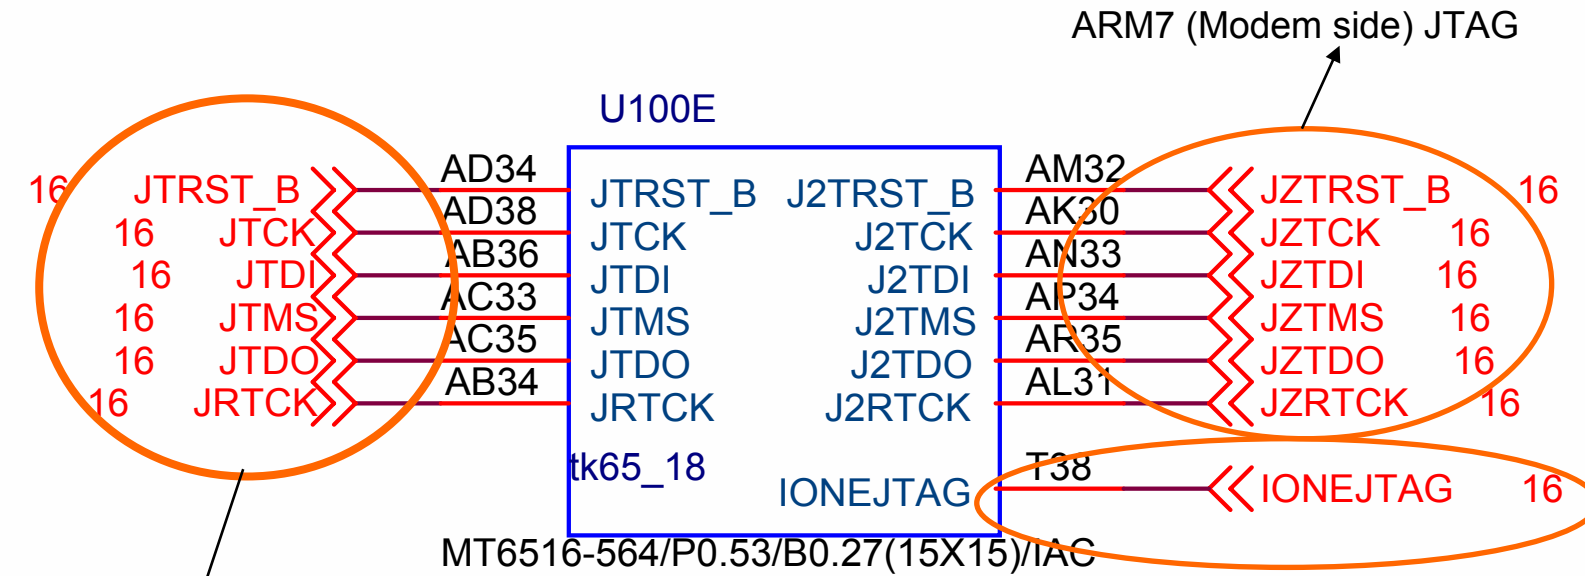 ARM7 (Modem side) JTAG
U100E
16 JTRST_B AD34 JTRST_B J2TRST_B AM32 JZTRST_B 16
16 JTCK AD38 JTCK J2TCK AK30 JZTCK 16
16 JTDI AB36 JTDI J2TDI AN33 JZTDI 16
16 JTMS AC33 JTMS J2TMS AP34 JZTMS 16
16 JTDO AC35 JTDO J2TDO AR35 JZTDO 16
16 JRTCK AB34 JRTCK J2RTCK AL31 JZRTCK 16
tk65_18 IONEJTAG T38 IONEJTAG 16
MT6516-564/P0.53/B0.27(15X15)/IAC